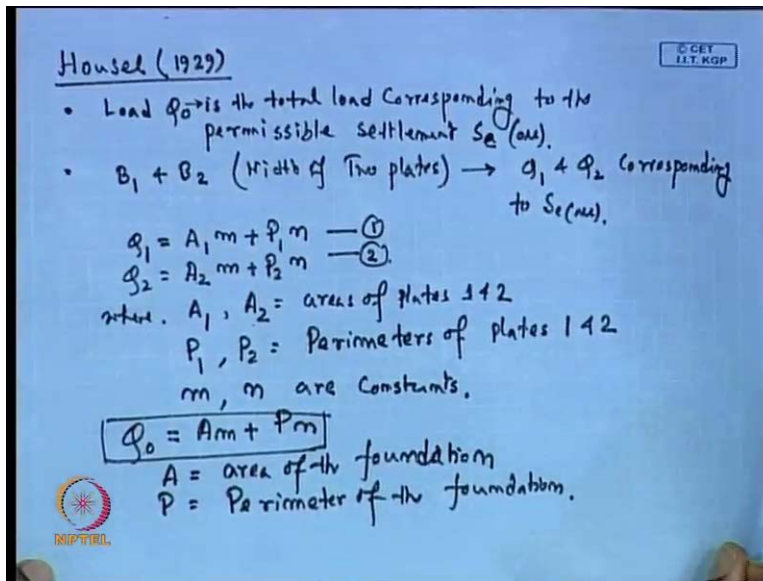 Housel (1929)
© CET
I.I.T. KGP
• Load Q₀ → is the total load Corresponding to the
permissible settlement Se (all).
• B₁ & B₂ (Width of Two plates) → Q₁ & Q₂ Corresponding
to Se(all).
Q₁ = A₁ m + P₁ n — ①
Q₂ = A₂ m + P₂ n — ②.
where. A₁, A₂ = areas of plates 1 & 2
P₁, P₂ = Perimeters of plates 1 & 2
m, n are Constants.
Q₀ = Am + Pn
A = area of the foundation
P = Perimeter of the foundation.
NPTEL